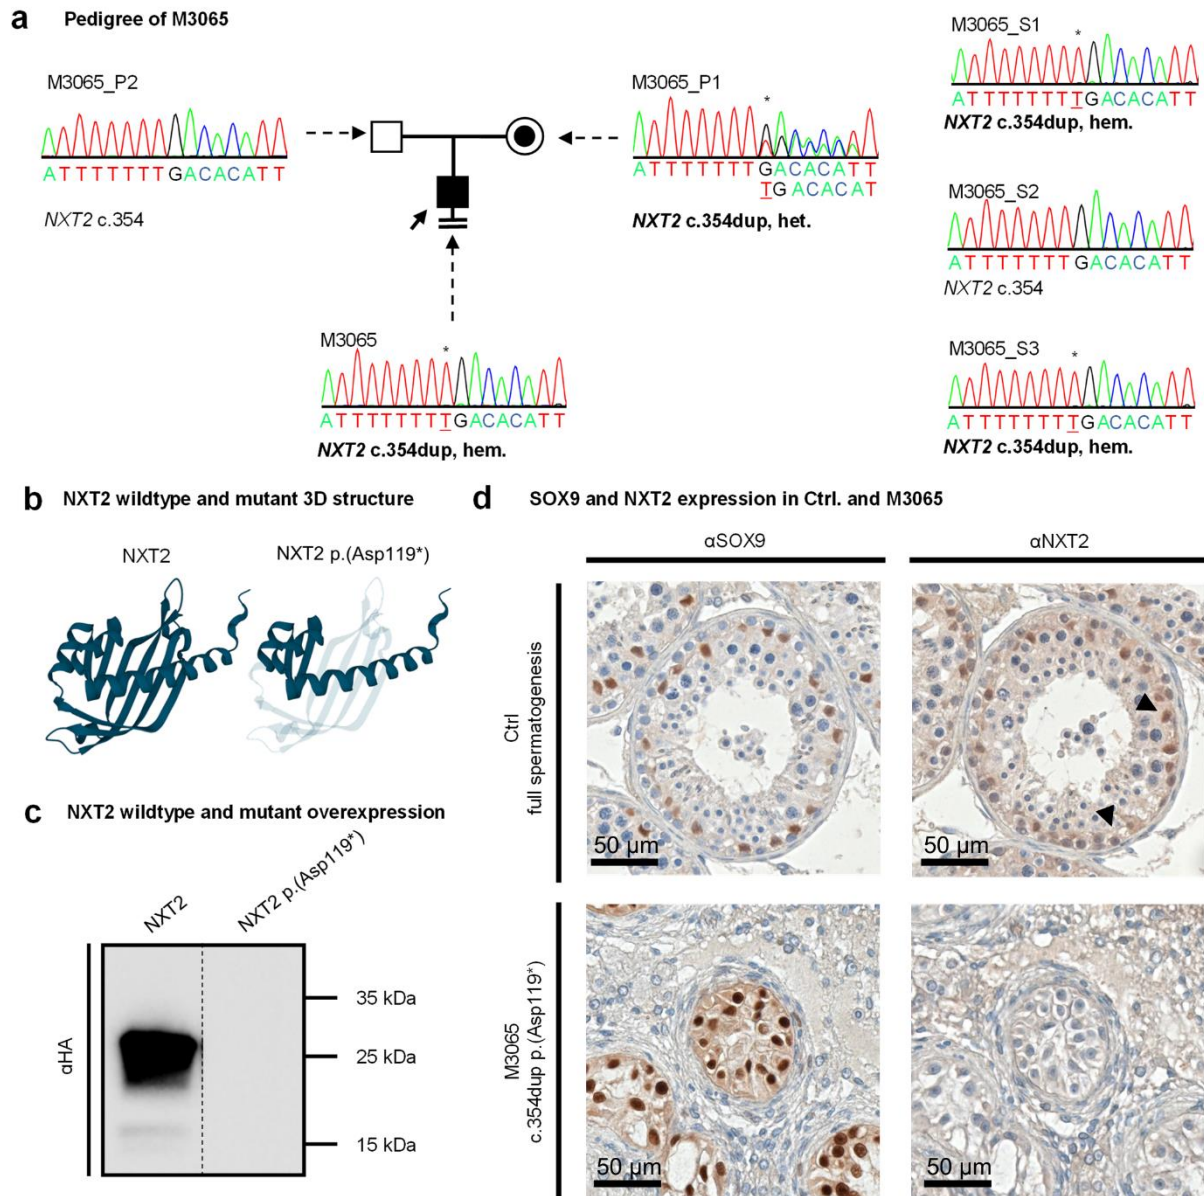 a Pedigree of M3065
M3065_P2
ATTTTTTTGACACATT
NXT2 c.354
M3065_P1
*
ATTTTTTTGACACATT
TGACACAT
NXT2 c.354dup, het.
M3065
*
ATTTTTTTTGACACATT
NXT2 c.354dup, hem.
M3065_S1
*
ATTTTTTTTGACACATT
NXT2 c.354dup, hem.
M3065_S2
ATTTTTTTGACACATT
NXT2 c.354
M3065_S3
*
ATTTTTTTTGACACATT
NXT2 c.354dup, hem.
b NXT2 wildtype and mutant 3D structure
NXT2
NXT2 p.(Asp119*)
c NXT2 wildtype and mutant overexpression
NXT2
NXT2 p.(Asp119*)
αHA
35 kDa
25 kDa
15 kDa
d SOX9 and NXT2 expression in Ctrl. and M3065
αSOX9
αNXT2
Ctrl
full spermatogenesis
50 µm
50 µm
M3065
c.354dup p.(Asp119*)
50 µm
50 µm